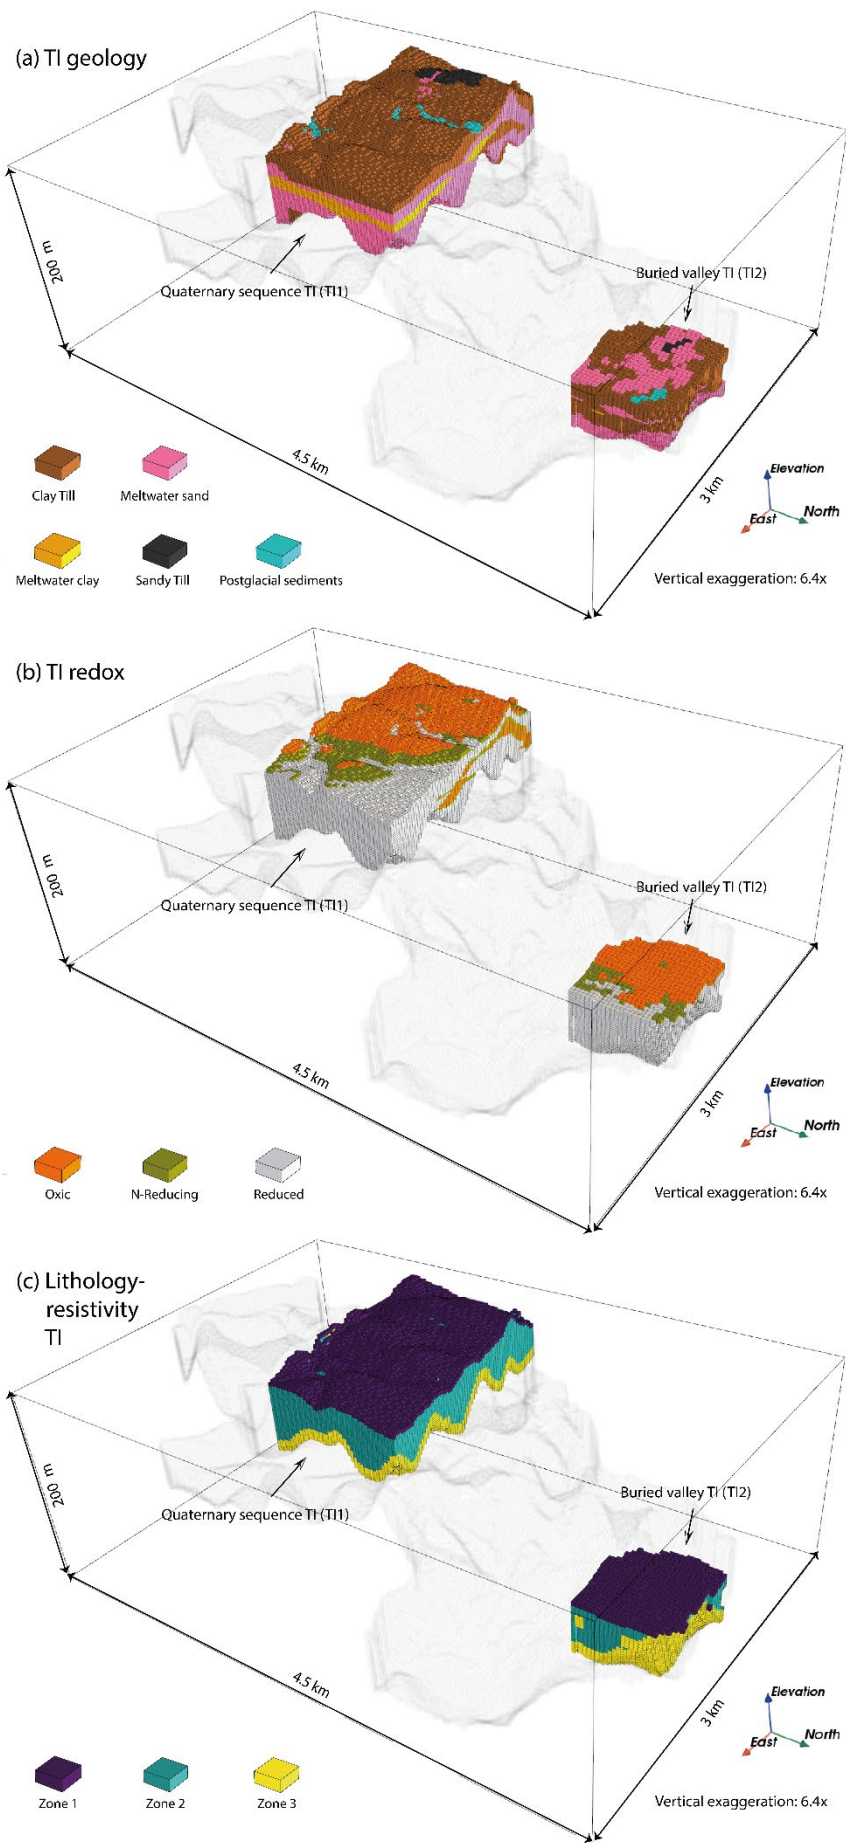 (a) TI geology
200 m
Quaternary sequence TI (TI1)
Buried valley TI (TI2)
4.5 km
3 km
Clay Till
Meltwater sand
Meltwater clay
Sandy Till
Postglacial sediments
Elevation
East
North
Vertical exaggeration: 6.4x
(b) TI redox
200 m
Quaternary sequence TI (TI1)
Buried valley TI (TI2)
4.5 km
3 km
Elevation
East
North
Oxic
N-Reducing
Reduced
Vertical exaggeration: 6.4x
(c) Lithology-
resistivity
TI
200 m
Quaternary sequence TI (TI1)
Buried valley TI (TI2)
4.5 km
3 km
Elevation
East
North
Zone 1
Zone 2
Zone 3
Vertical exaggeration: 6.4x